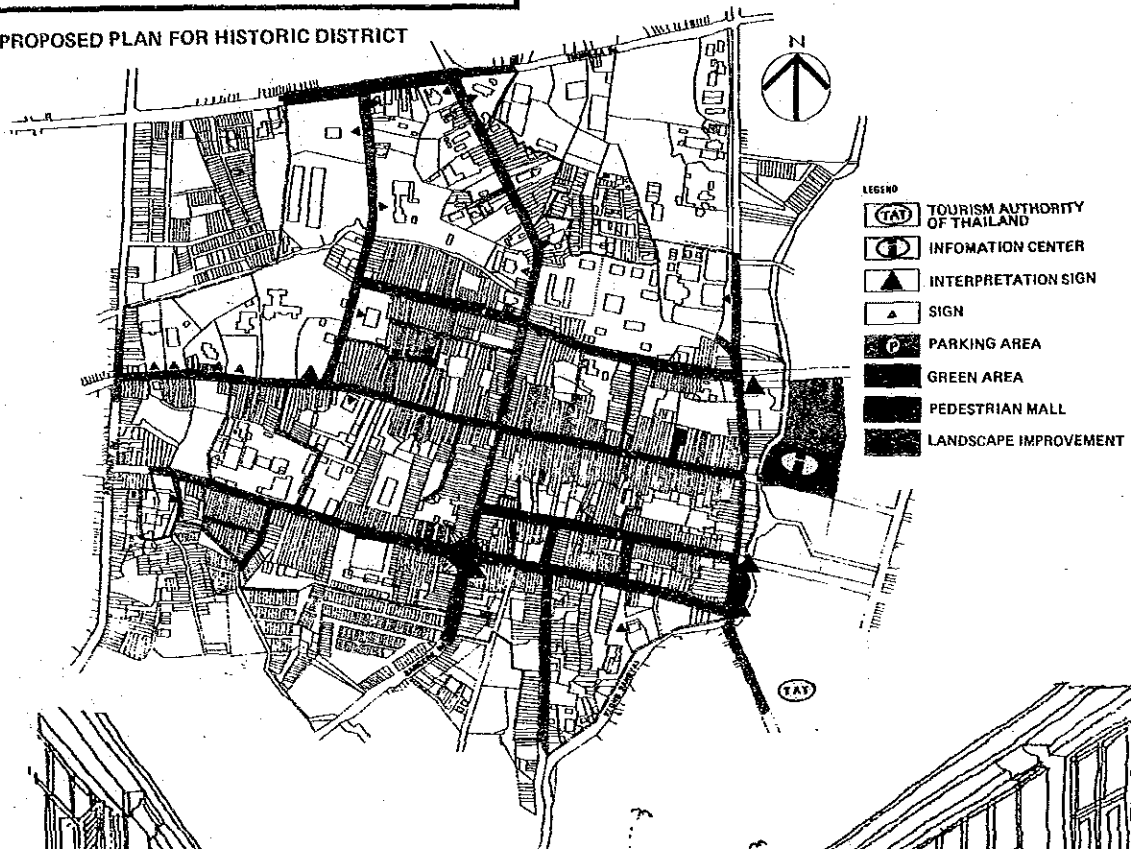 PROPOSED PLAN FOR HISTORIC DISTRICT
N
LEGEND
TAT TOURISM AUTHORITY
OF THAILAND
INFOMATION CENTER
INTERPRETATION SIGN
SIGN
P PARKING AREA
GREEN AREA
PEDESTRIAN MALL
LANDSCAPE IMPROVEMENT
i
TAT